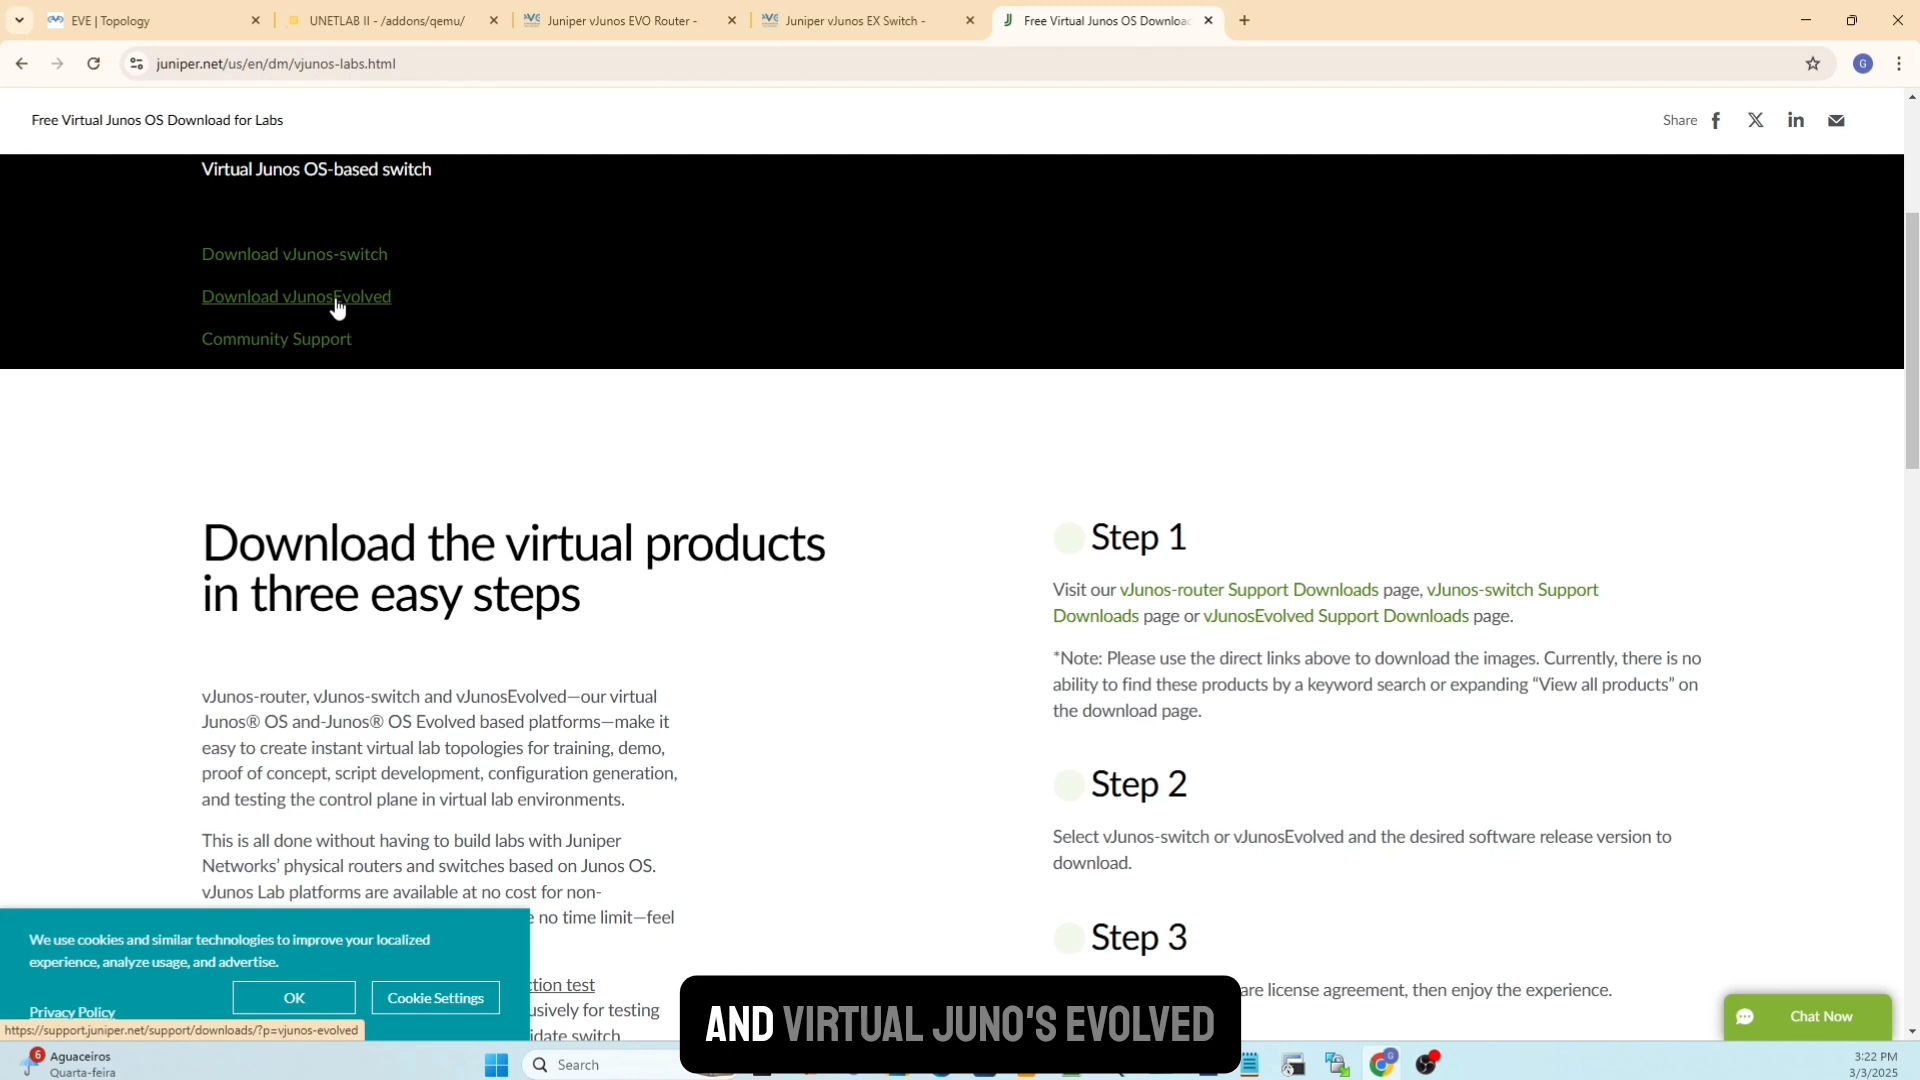 EVE | Topology
UNETLAB II - /addons/qemu/
Juniper vJunos EVO Router -
Juniper vJunos EX Switch -
Free Virtual Junos OS Download
juniper.net/us/en/dm/vjunos-labs.html
G
Free Virtual Junos OS Download for Labs
Share
Virtual Junos OS-based switch
Download vJunos-switch
Download vJunosEvolved
Community Support
Download the virtual products
in three easy steps
vJunos-router, vJunos-switch and vJunosEvolved—our virtual
Junos® OS and-Junos® OS Evolved based platforms—make it
easy to create instant virtual lab topologies for training, demo,
proof of concept, script development, configuration generation,
and testing the control plane in virtual lab environments.
This is all done without having to build labs with Juniper
Networks' physical routers and switches based on Junos OS.
vJunos Lab platforms are available at no cost for non-
no time limit—feel
ction test
usively for testing
idate switch
Step 1
Visit our vJunos-router Support Downloads page, vJunos-switch Support
Downloads page or vJunosEvolved Support Downloads page.
*Note: Please use the direct links above to download the images. Currently, there is no
ability to find these products by a keyword search or expanding “View all products” on
the download page.
Step 2
Select vJunos-switch or vJunosEvolved and the desired software release version to
download.
Step 3
are license agreement, then enjoy the experience.
We use cookies and similar technologies to improve your localized
experience, analyze usage, and advertise.
Privacy Policy
OK
Cookie Settings
https://support.juniper.net/support/downloads/?p=vjunos-evolved
AND VIRTUAL JUNO'S EVOLVED
Chat Now
6
Aguaceiros
Quarta-feira
Search
G
3:22 PM
3/3/2025